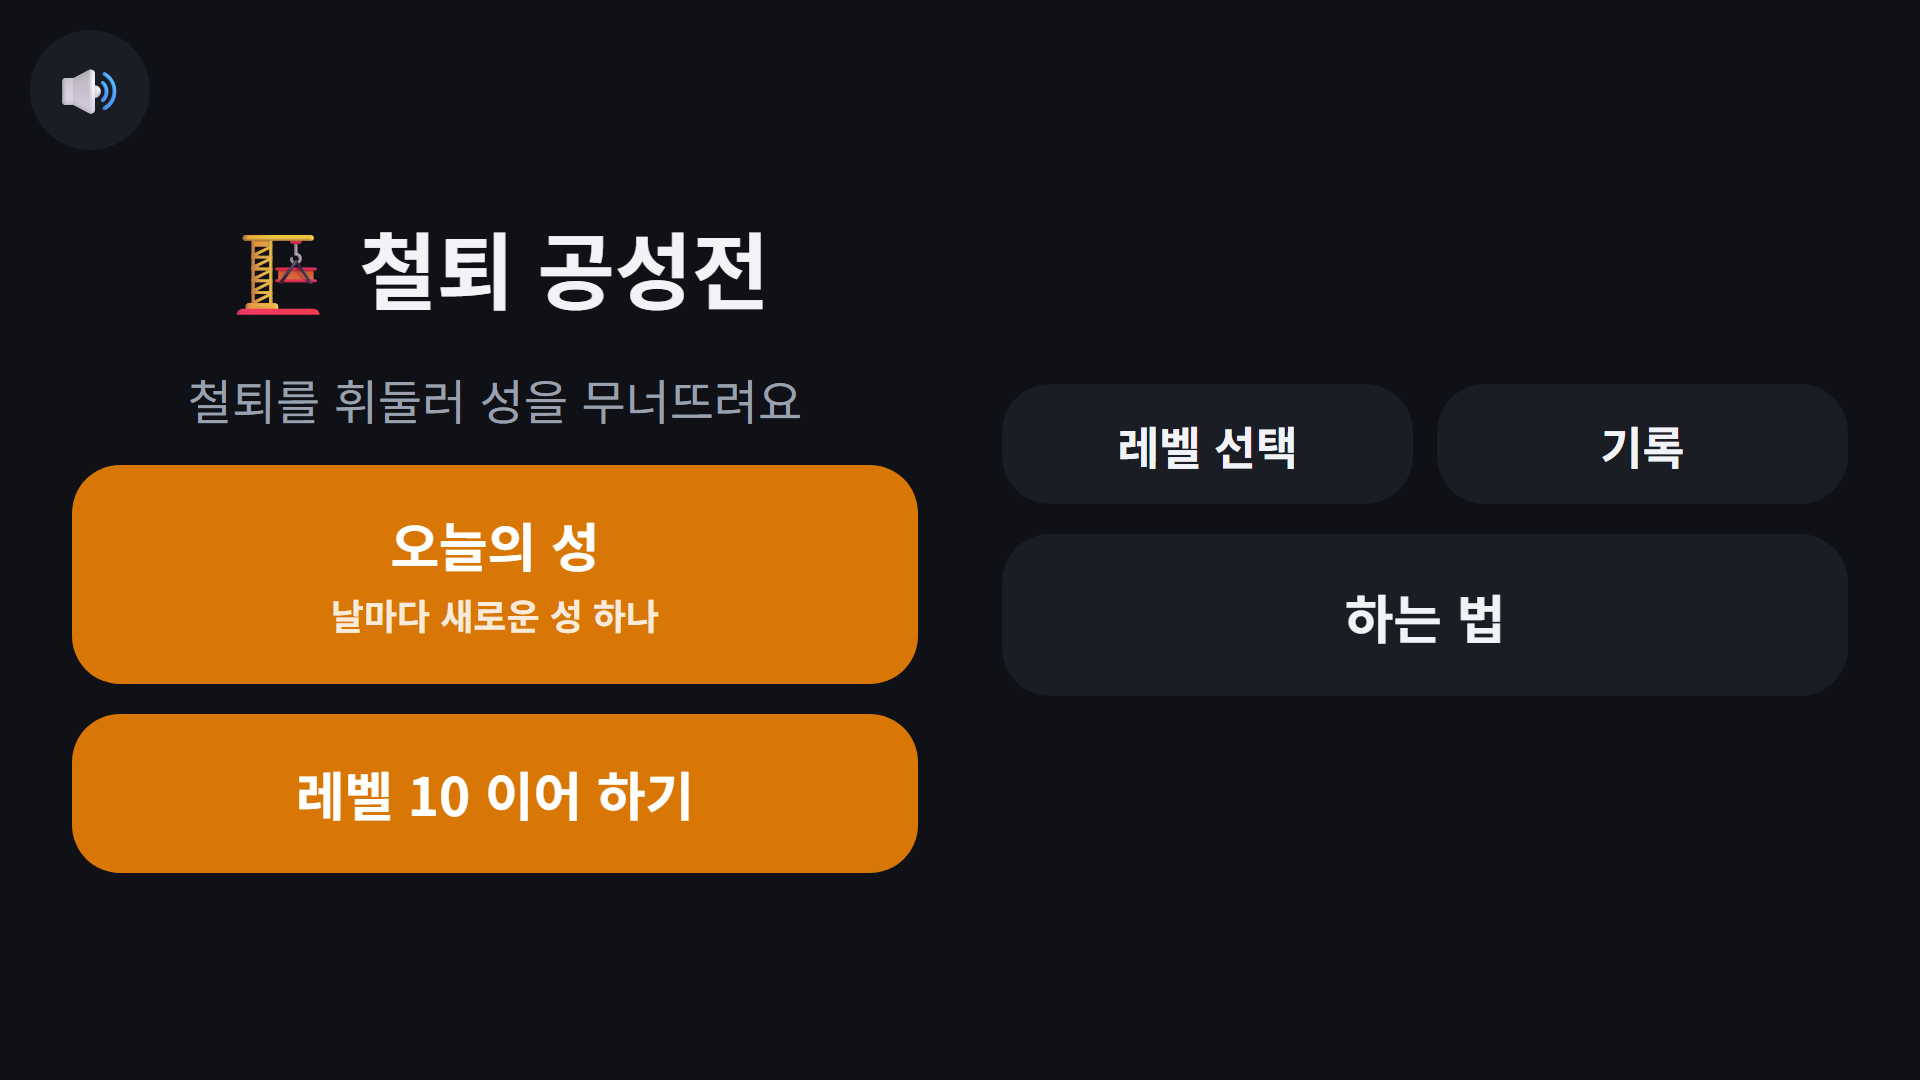 철퇴 공성전
철퇴를 휘둘러 성을 무너뜨려요
오늘의 성
날마다 새로운 성 하나
레벨 10 이어 하기
레벨 선택
기록
하는 법